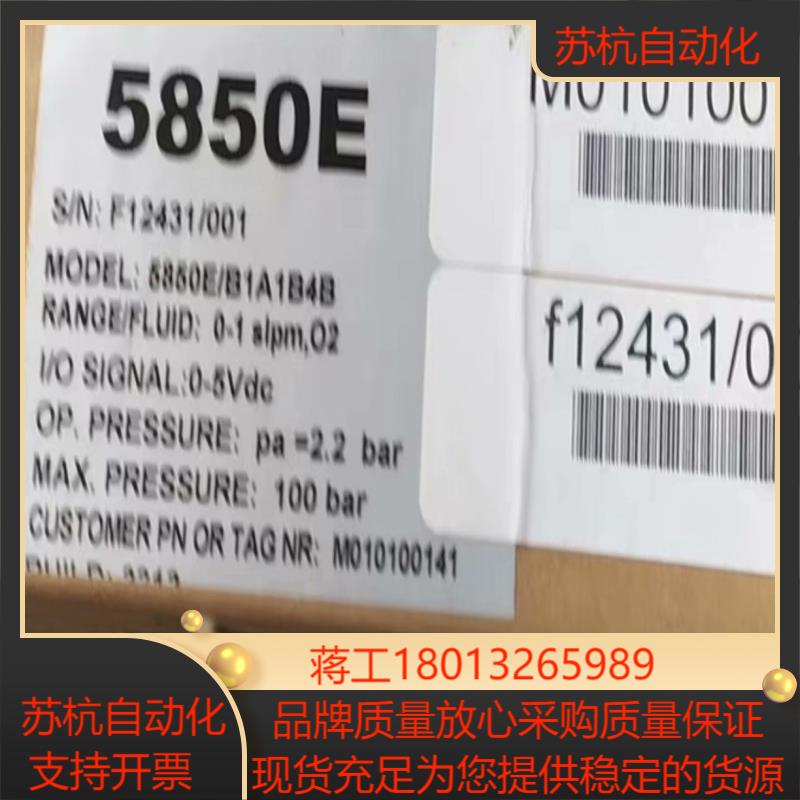 苏杭自动化
5850E
M0101001
S/N: F12431/001
MODEL: 5850E/B1A1B4B
RANGE/FLUID: 0-1 slpm,O2
I/O SIGNAL:0-5Vdc
OP. PRESSURE: pa =2.2 bar
MAX. PRESSURE: 100 bar
CUSTOMER PN OR TAG NR: M010100141
f12431/0
蒋工18013265989
苏杭自动化
支持开票
品牌质量放心采购质量保证
现货充足为您提供稳定的货源